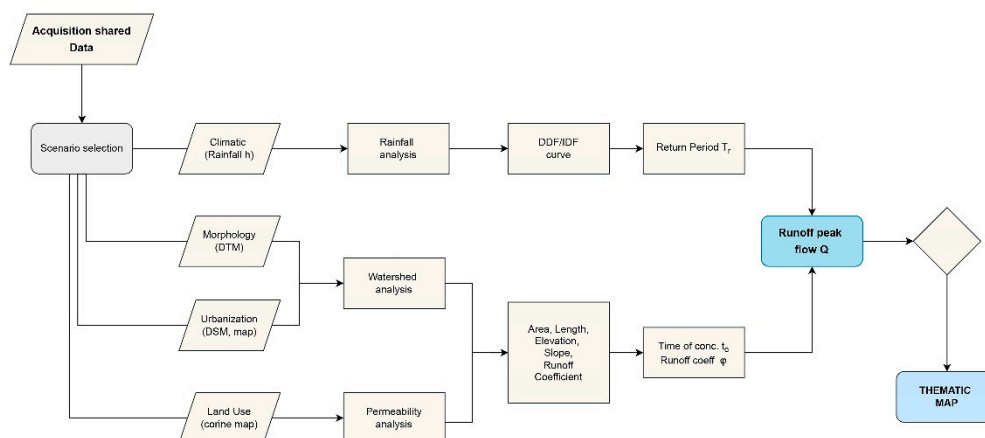 Acquisition shared
Data
Scenario selection
Climatic
(Rainfall h)
Rainfall
analysis
DDF/IDF
curve
Return Period Tr
Morphology
(DTM)
Urbanization
(DSM, map)
Watershed
analysis
Runoff peak
flow Q
Area, Length,
Elevation,
Slope,
Runoff
Coefficient
Time of conc. tc
Runoff coeff φ
Land Use
(corine map)
Permeability
analysis
THEMATIC
MAP